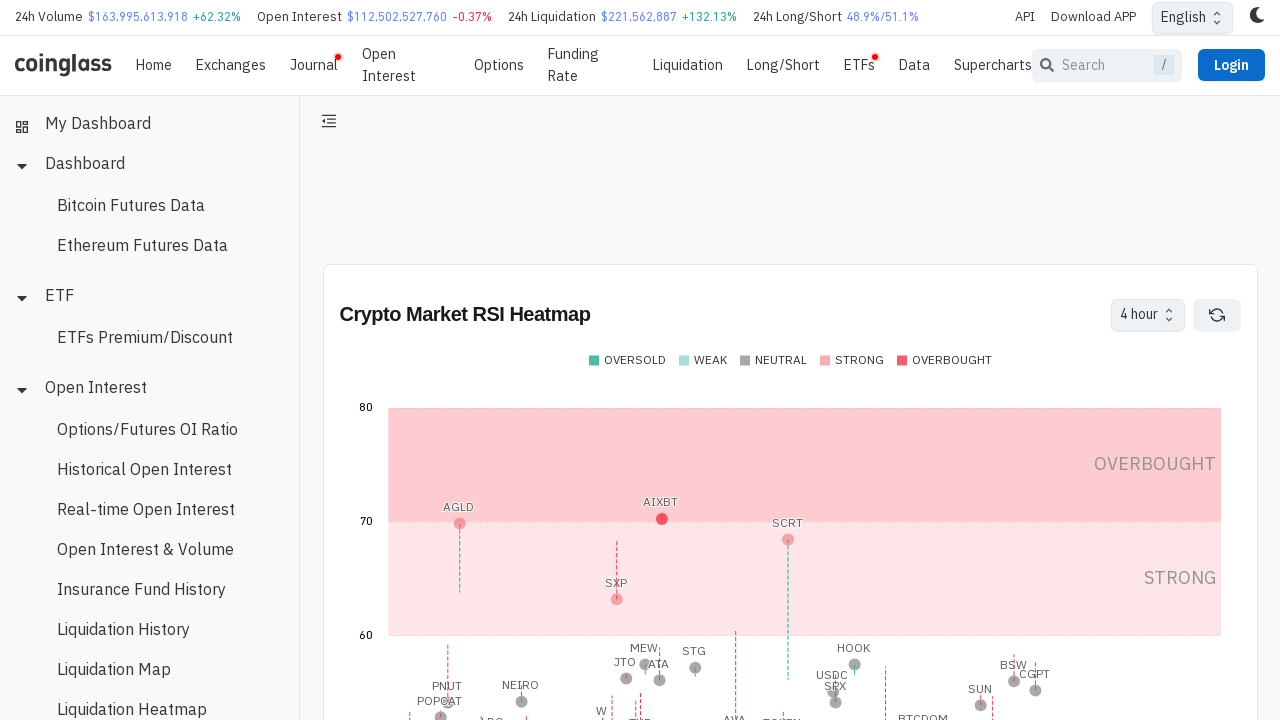 24h Volume $163,995,613,918 +62.32% Open Interest $112,502,527,760 -0.37% 24h Liquidation $221,562,887 +132.13% 24h Long/Short 48.9%/51.1% API Download APP English
coinglass Home Exchanges Journal Open Interest Options Funding Rate Liquidation Long/Short ETFs Data Supercharts Search / Login
My Dashboard
Dashboard
Bitcoin Futures Data
Ethereum Futures Data
ETF
ETFs Premium/Discount
Open Interest
Options/Futures OI Ratio
Historical Open Interest
Real-time Open Interest
Open Interest & Volume
Insurance Fund History
Liquidation History
Liquidation Map
Liquidation Heatmap
Crypto Market RSI Heatmap 4 hour
OVERSOLD WEAK NEUTRAL STRONG OVERBOUGHT
80
OVERBOUGHT
AIXBT
AGLD
70
SCRT
STRONG
SXP
60
MEW STG HOOK
JTO ATA BSW
CGPT
USDC
PNUT NEIRO SPX SUN
POPCAT
W
BTCDOM